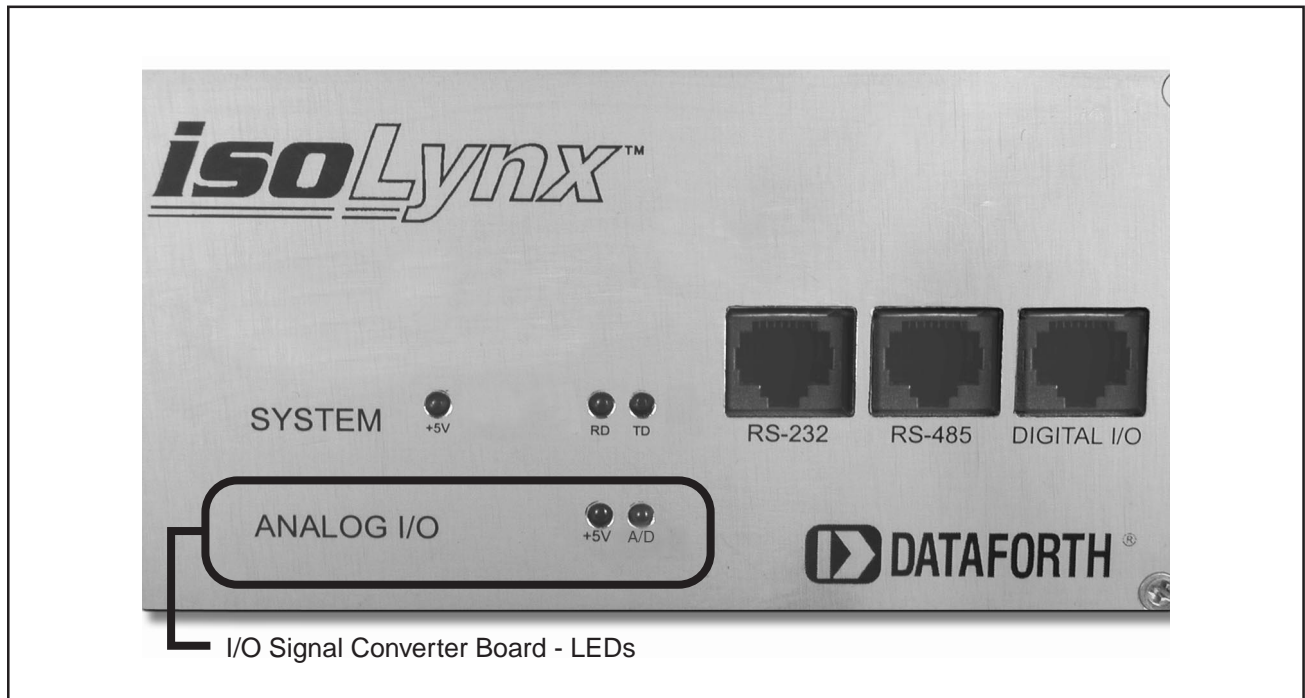 isoLynx™
SYSTEM
+5V
RD
TD
RS-232
RS-485
DIGITAL I/O
ANALOG I/O
+5V
A/D
DATAFORTH ®
I/O Signal Converter Board - LEDs